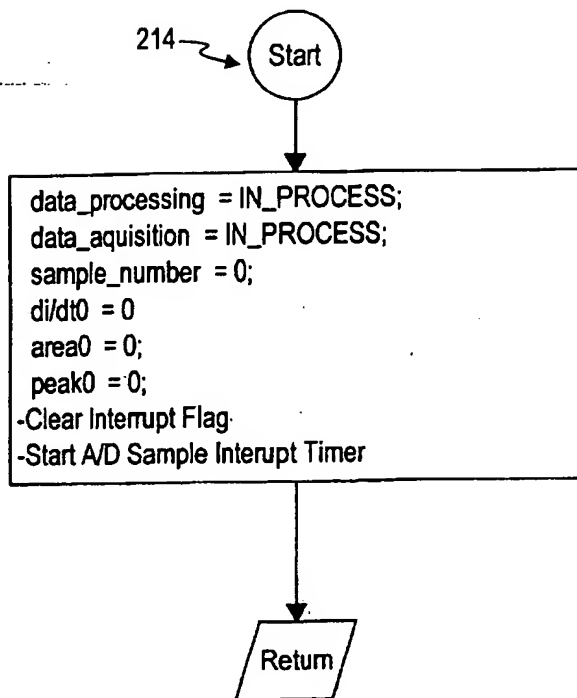 214
Start
data_processing = IN_PROCESS;
data_aquisition = IN_PROCESS;
sample_number = 0;
di/dt0 = 0
area0 = 0;
peak0 = 0;
-Clear Interrupt Flag
-Start A/D Sample Interupt Timer
Return